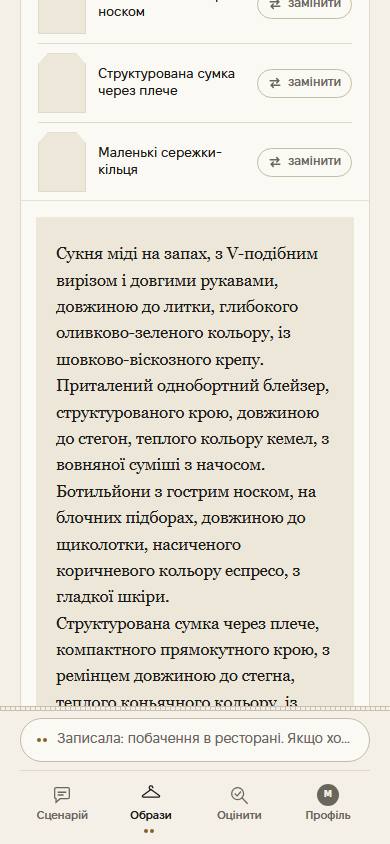 носком
замінити
Структурована сумка
через плече
замінити
Маленькі сережки-
кільця
замінити
Сукня міді на запах, з V-подібним
вирізом і довгими рукавами,
довжиною до литки, глибокого
оливково-зеленого кольору, із
шовково-віскозного крепу.
Приталений однобортний блейзер,
структурованого крою, довжиною
до стегон, теплого кольору кемел, з
вовняної суміші з начосом.
Ботильйони з гострим носком, на
блочних підборах, довжиною до
щиколотки, насиченого
коричневого кольору еспресо, з
гладкої шкіри.
Структурована сумка через плече,
компактного прямокутного крою, з
ремінцем довжиною до стегна,
теплого коньячного кольору, із
Записала: побачення в ресторані. Якщо хо...
Сценарій
Образи
Оцінити
М
Профіль